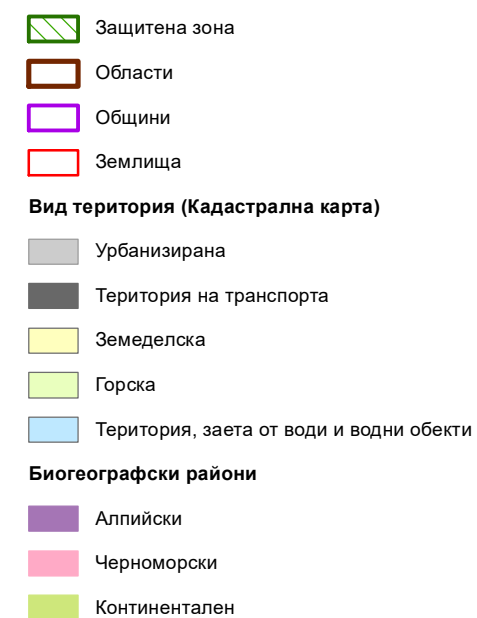 Защитена зона
Области
Общини
Землища
Вид територия (Кадастрална карта)
Урбанизирана
Територия на транспорта
Земеделска
Горска
Територия, заета от води и водни обекти
Биогеографски райони
Алпийски
Черноморски
Континентален